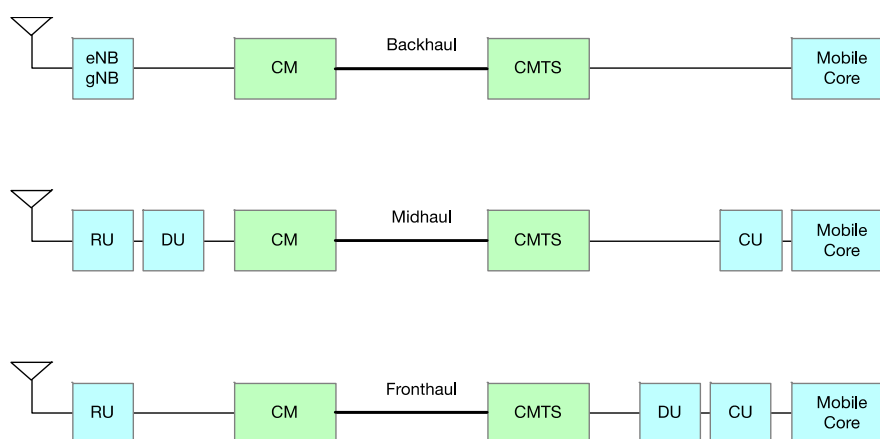 Backhaul
eNB
gNB
CM
CMTS
Mobile
Core
Midhaul
RU
DU
CM
CMTS
CU
Mobile
Core
Fronthaul
RU
CM
CMTS
DU
CU
Mobile
Core